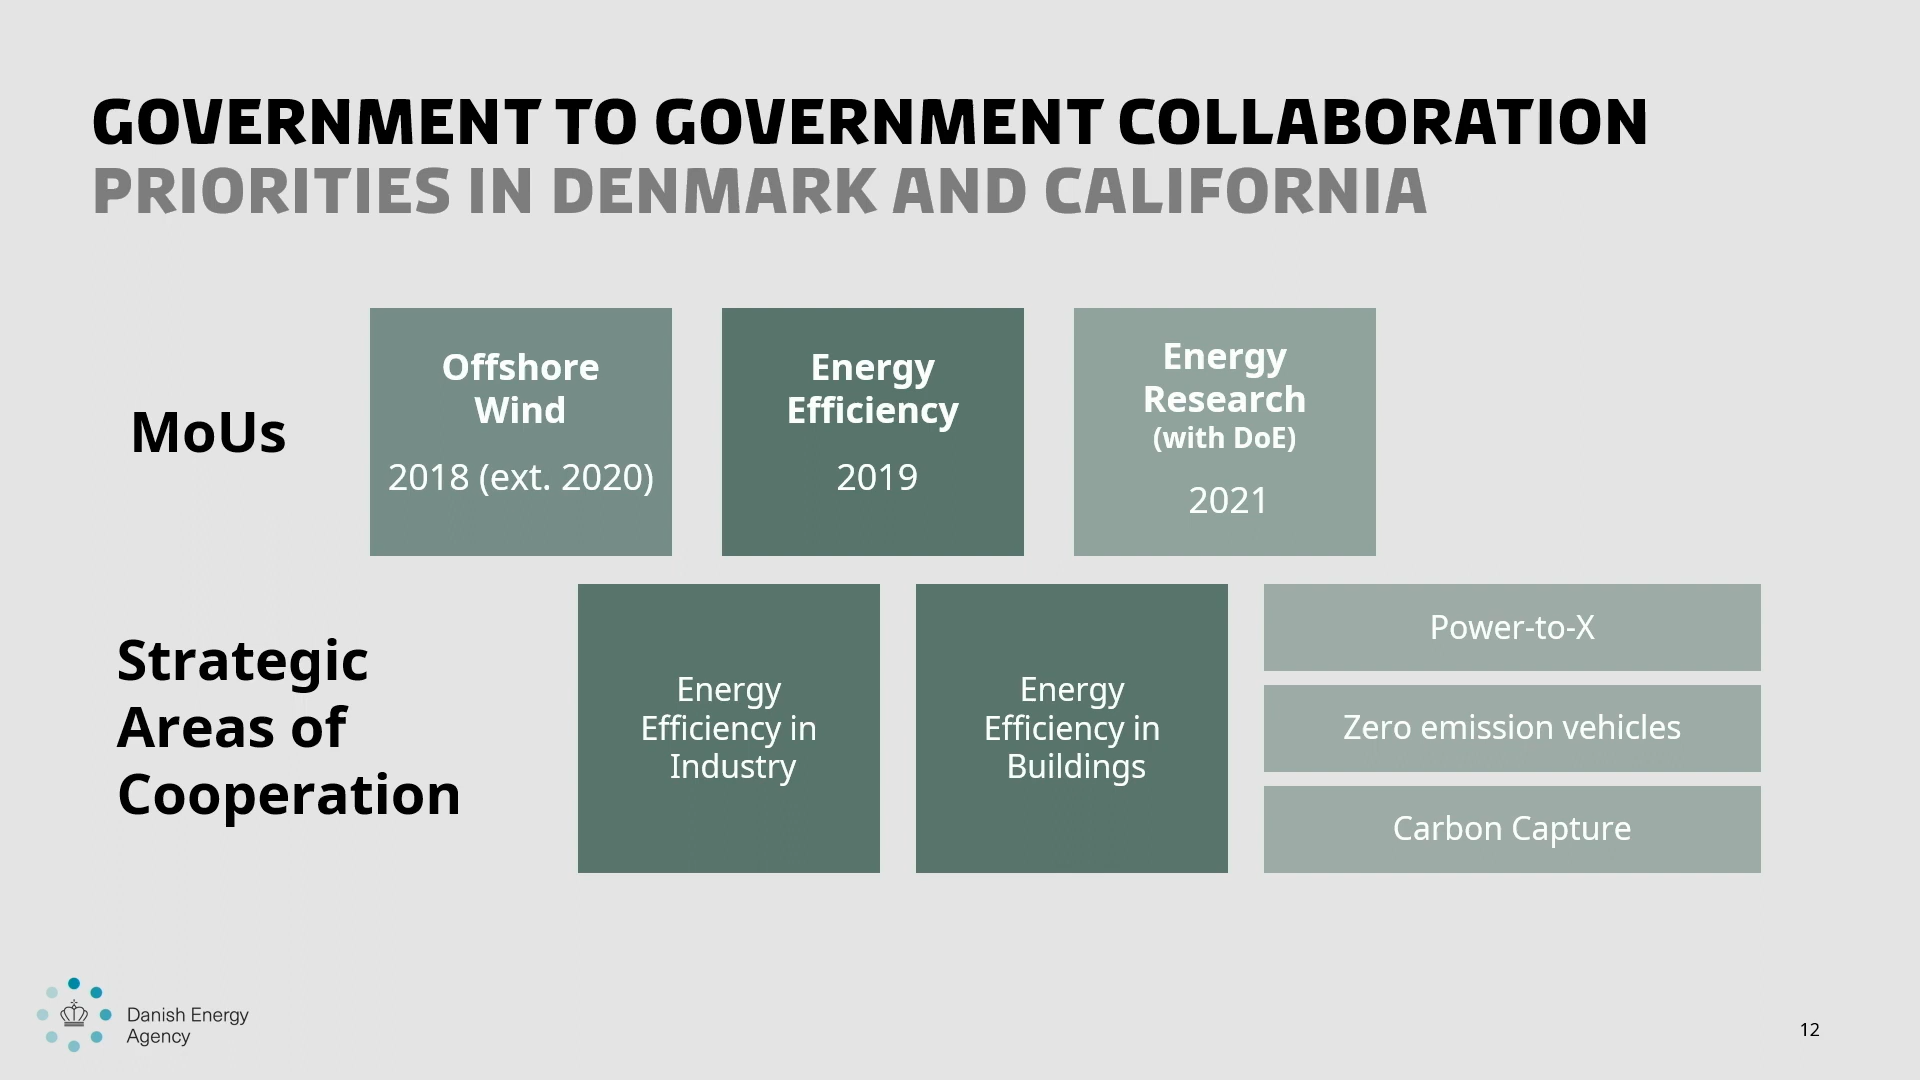 GOVERNMENT TO GOVERNMENT COLLABORATION
PRIORITIES IN DENMARK AND CALIFORNIA
MoUs
Offshore
Wind
2018 (ext. 2020)
Energy
Efficiency
2019
Energy
Research
(with DoE)
2021
Strategic
Areas of
Cooperation
Energy
Efficiency in
Industry
Energy
Efficiency in
Buildings
Power-to-X
Zero emission vehicles
Carbon Capture
Danish Energy
Agency
12